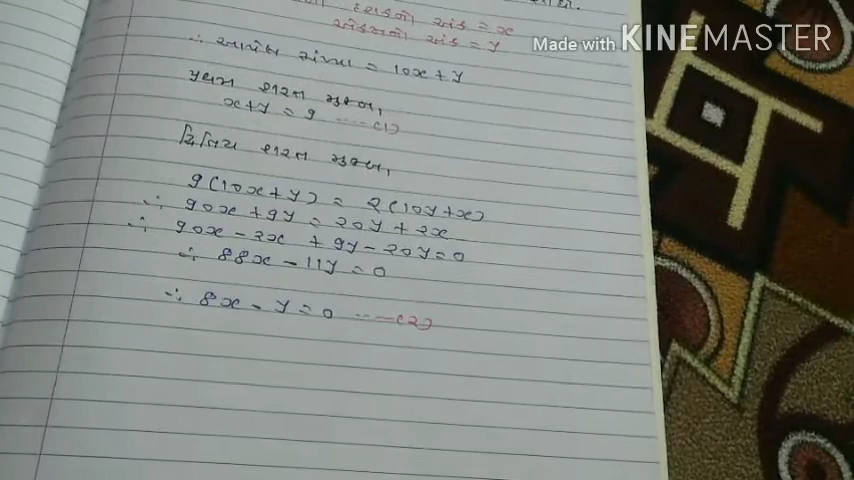 દશકનો અંક = x
એકમનો અંક = y
Made with KINEMASTER
∴ આપેલ સંખ્યા = 10x + y
પ્રથમ શરત મુજબ,
x + y = 9 ----(1)
દ્વિતિય શરત મુજબ,
9(10x + y) = 2(10y + x)
∴ 90x + 9y = 20y + 2x
∴ 90x - 2x + 9y - 20y = 0
∴ 88x - 11y = 0
∴ 8x - y = 0 ----(2)